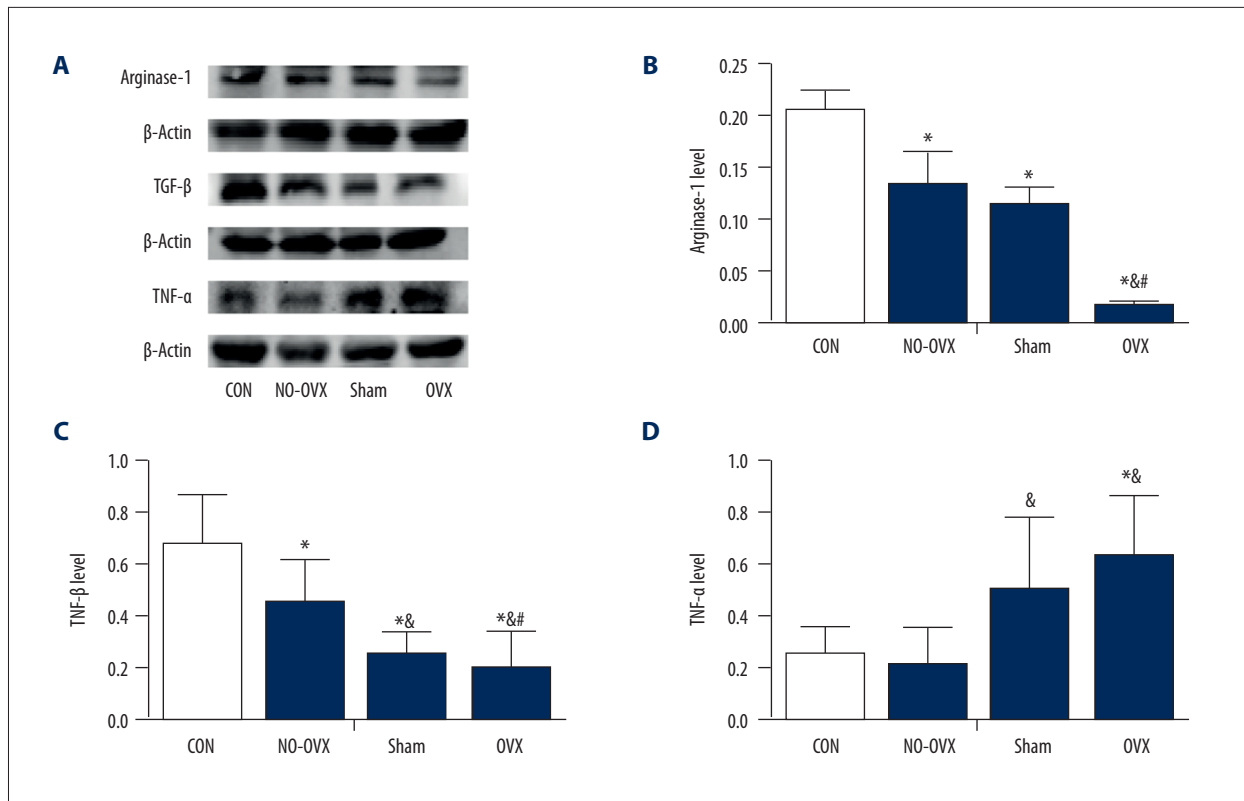 A
Arginase-1
β-Actin
TGF-β
β-Actin
TNF-α
β-Actin
CON NO-OVX Sham OVX
B
Arginase-1 level
0.25
0.20
0.15
0.10
0.05
0.00
*
*
*&#
CON NO-OVX Sham OVX
C
TNF-β level
1.0
0.8
0.6
0.4
0.2
0.0
*
*&
*&#
CON NO-OVX Sham OVX
D
TNF-α level
1.0
0.8
0.6
0.4
0.2
0.0
&
*&
CON NO-OVX Sham OVX